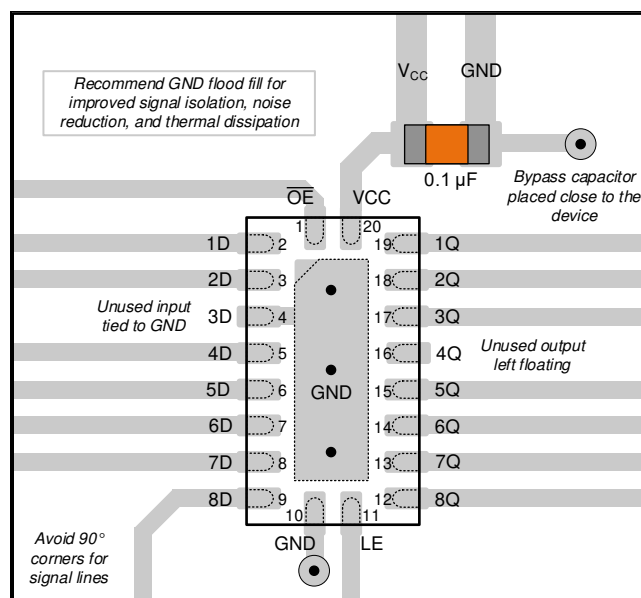 V_CC GND
Recommend GND flood fill for
improved signal isolation, noise
reduction, and thermal dissipation
0.1 µF
Bypass capacitor
placed close to the
device
O̅E̅ VCC
1 20
1D 2 19 1Q
2D 3 18 2Q
Unused input
tied to GND
3D 4 17 3Q
4D 5 16 4Q
Unused output
left floating
GND
5D 6 15 5Q
6D 7 14 6Q
7D 8 13 7Q
8D 9 12 8Q
10 11
GND LE
Avoid 90°
corners for
signal lines